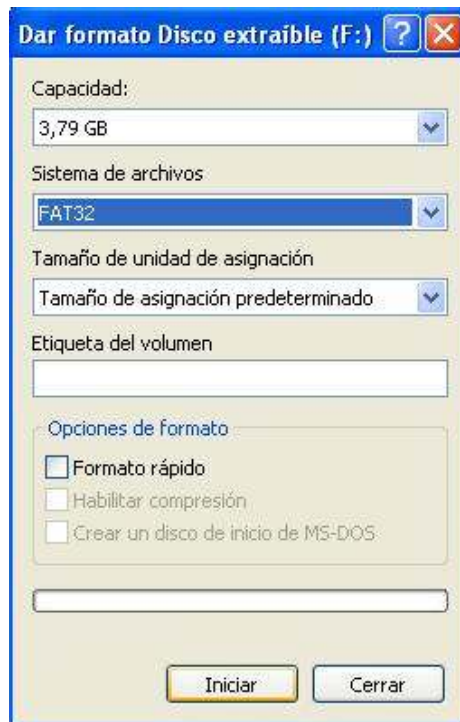 Dar formato Disco extraíble (F:)
Capacidad:
3,79 GB
Sistema de archivos
FAT32
Tamaño de unidad de asignación
Tamaño de asignación predeterminado
Etiqueta del volumen
Opciones de formato
Formato rápido
Habilitar compresión
Crear un disco de inicio de MS-DOS
Iniciar Cerrar